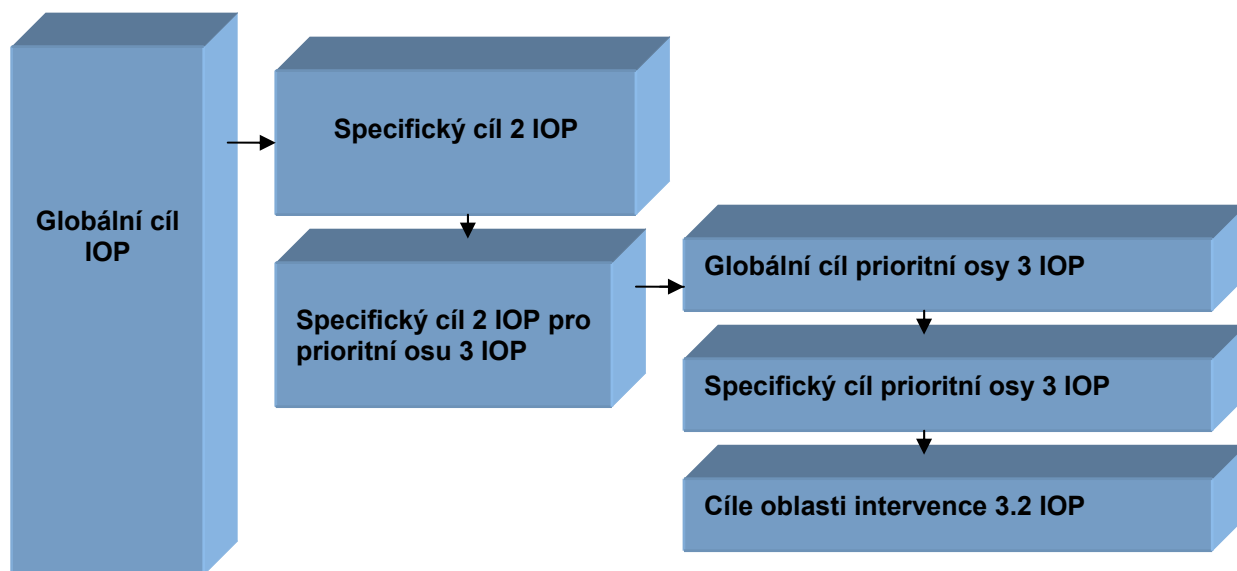 Globální cíl
IOP
Specifický cíl 2 IOP
Specifický cíl 2 IOP pro
prioritní osu 3 IOP
Globální cíl prioritní osy 3 IOP
Specifický cíl prioritní osy 3 IOP
Cíle oblasti intervence 3.2 IOP